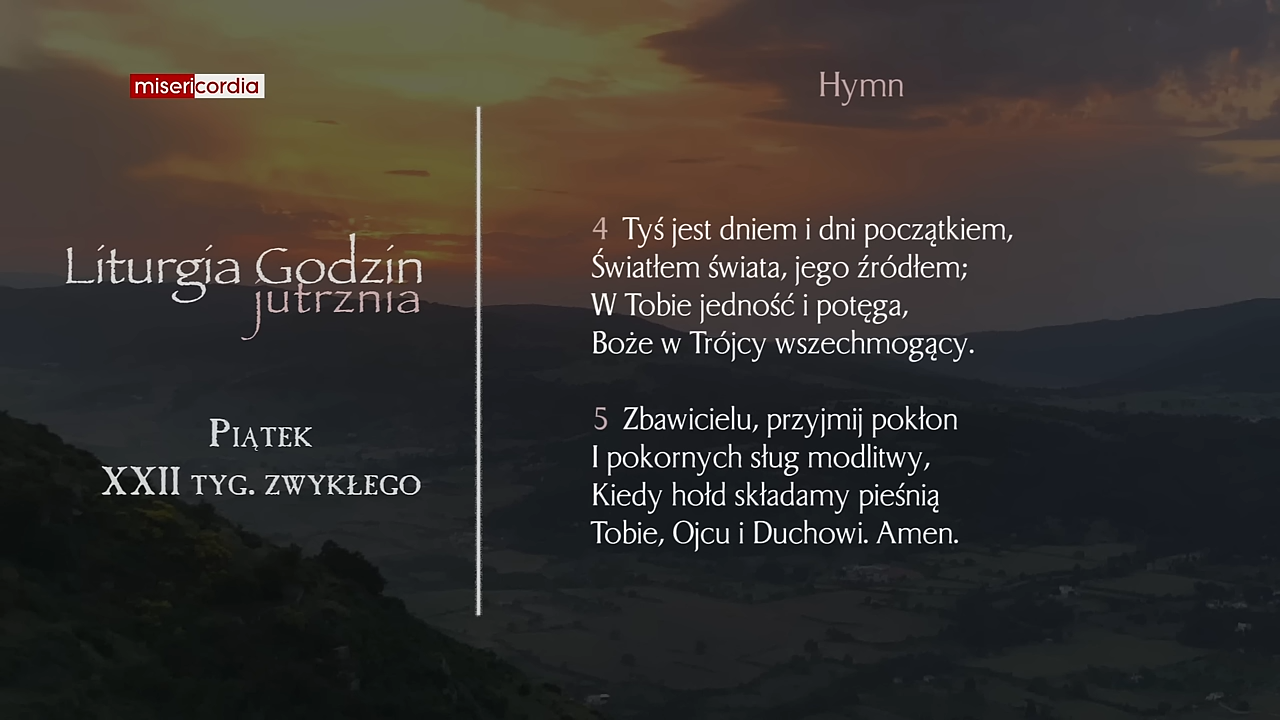 misericordia
Liturgia Godzin
jutrznia
Piątek
XXII tyg. zwykłego
Hymn
4 Tyś jest dniem i dni początkiem,
Światłem świata, jego źródłem;
W Tobie jedność i potęga,
Boże w Trójcy wszechmogący.
5 Zbawicielu, przyjmij pokłon
I pokornych sług modlitwy,
Kiedy hołd składamy pieśnią
Tobie, Ojcu i Duchowi. Amen.